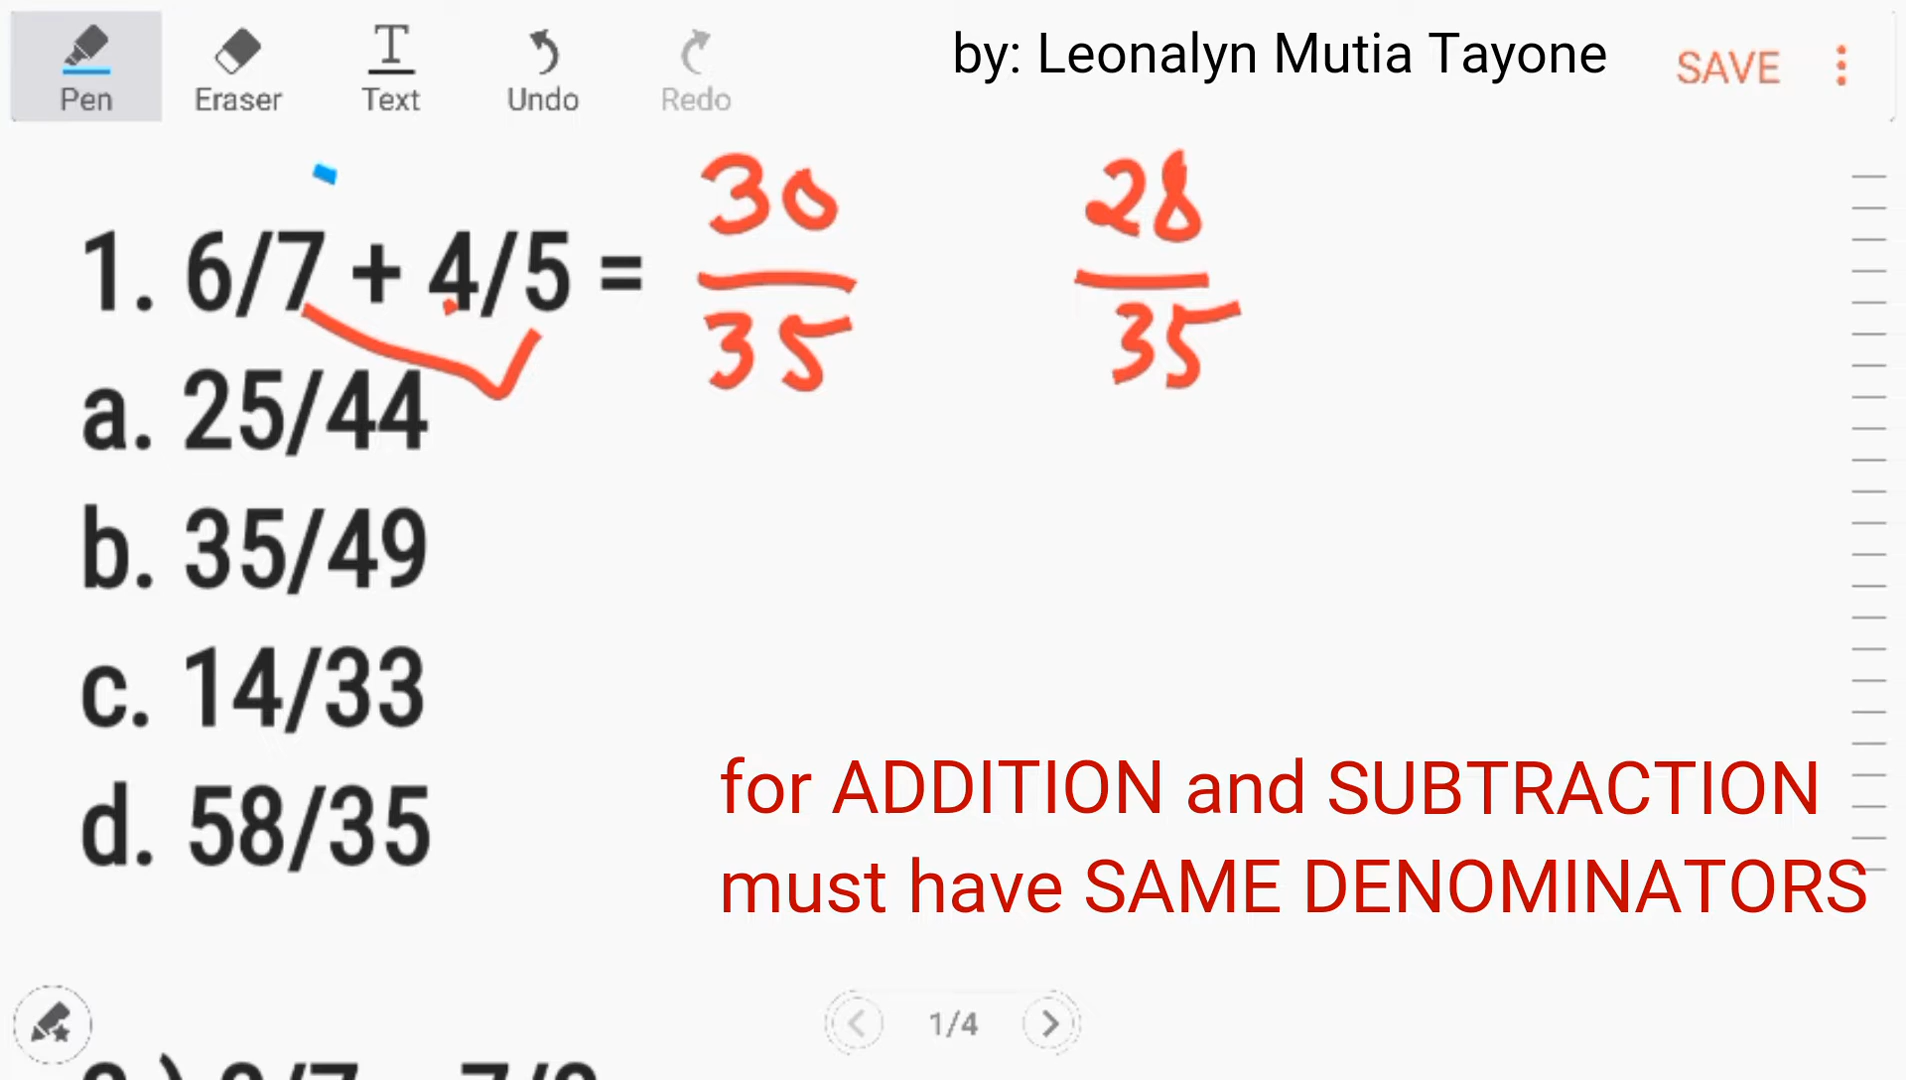 Pen Eraser Text Undo Redo
by: Leonalyn Mutia Tayone
SAVE
1. 6/7 + 4/5 = 30/35 28/35
a. 25/44
b. 35/49
c. 14/33
d. 58/35
for ADDITION and SUBTRACTION
must have SAME DENOMINATORS
1/4